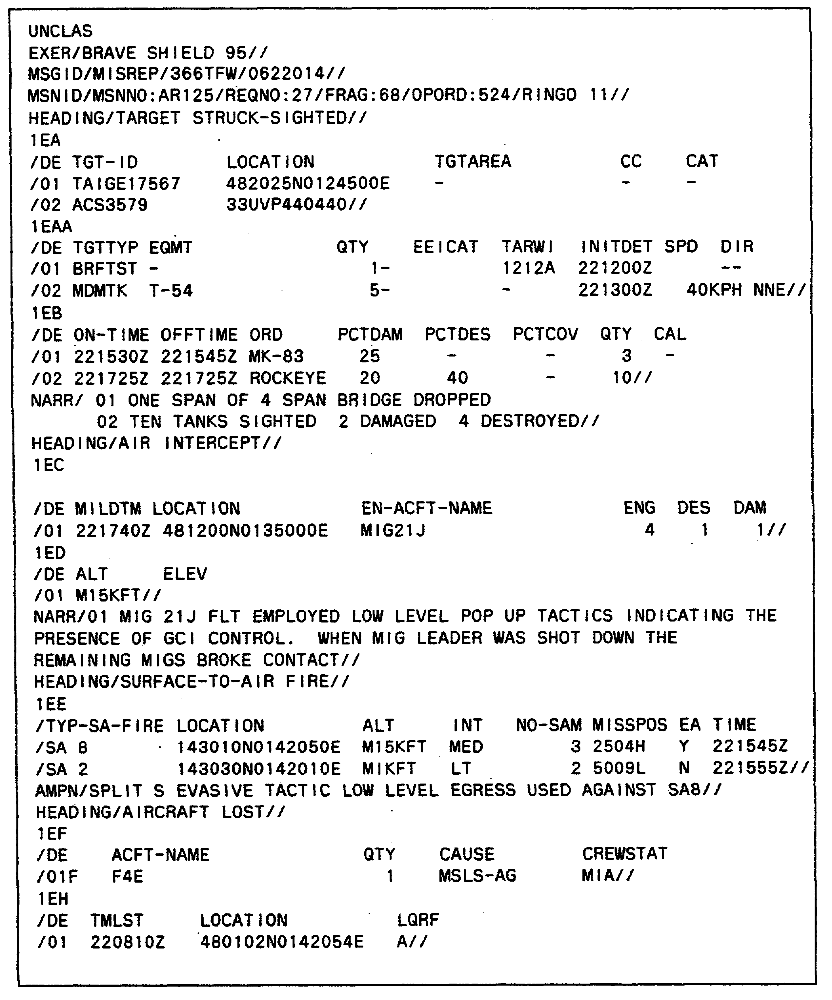 UNCLAS
EXER/BRAVE SHIELD 95//
MSGID/MISREP/366TFW/0622014//
MSNID/MSNNO:AR125/REQNO:27/FRAG:68/OPORD:524/RINGO 11//
HEADING/TARGET STRUCK-SIGHTED//
1EA
/DE TGT-ID LOCATION TGTAREA CC CAT
/01 TAIGE17567 482025N0124500E - - -
/02 ACS3579 33UVP440440//
1EAA
/DE TGTTYP EQMT QTY EEICAT TARWI INITDET SPD DIR
/01 BRFTST - 1- 1212A 221200Z --
/02 MDMTK T-54 5- - 221300Z 40KPH NNE//
1EB
/DE ON-TIME OFFTIME ORD PCTDAM PCTDES PCTCOV QTY CAL
/01 221530Z 221545Z MK-83 25 - - 3 -
/02 221725Z 221725Z ROCKEYE 20 40 - 10//
NARR/ 01 ONE SPAN OF 4 SPAN BRIDGE DROPPED
02 TEN TANKS SIGHTED 2 DAMAGED 4 DESTROYED//
HEADING/AIR INTERCEPT//
1EC
/DE MILDTM LOCATION EN-ACFT-NAME ENG DES DAM
/01 221740Z 481200N0135000E MIG21J 4 1 1//
1ED
/DE ALT ELEV
/01 M15KFT//
NARR/01 MIG 21J FLT EMPLOYED LOW LEVEL POP UP TACTICS INDICATING THE
PRESENCE OF GCI CONTROL. WHEN MIG LEADER WAS SHOT DOWN THE
REMAINING MIGS BROKE CONTACT//
HEADING/SURFACE-TO-AIR FIRE//
1EE
/TYP-SA-FIRE LOCATION ALT INT NO-SAM MISSPOS EA TIME
/SA 8 143010N0142050E M15KFT MED 3 2504H Y 221545Z
/SA 2 143030N0142010E MIKFT LT 2 5009L N 221555Z//
AMPN/SPLIT S EVASIVE TACTIC LOW LEVEL EGRESS USED AGAINST SA8//
HEADING/AIRCRAFT LOST//
1EF
/DE ACFT-NAME QTY CAUSE CREWSTAT
/01F F4E 1 MSLS-AG MIA//
1EH
/DE TMLST LOCATION LQRF
/01 220810Z 480102N0142054E A//